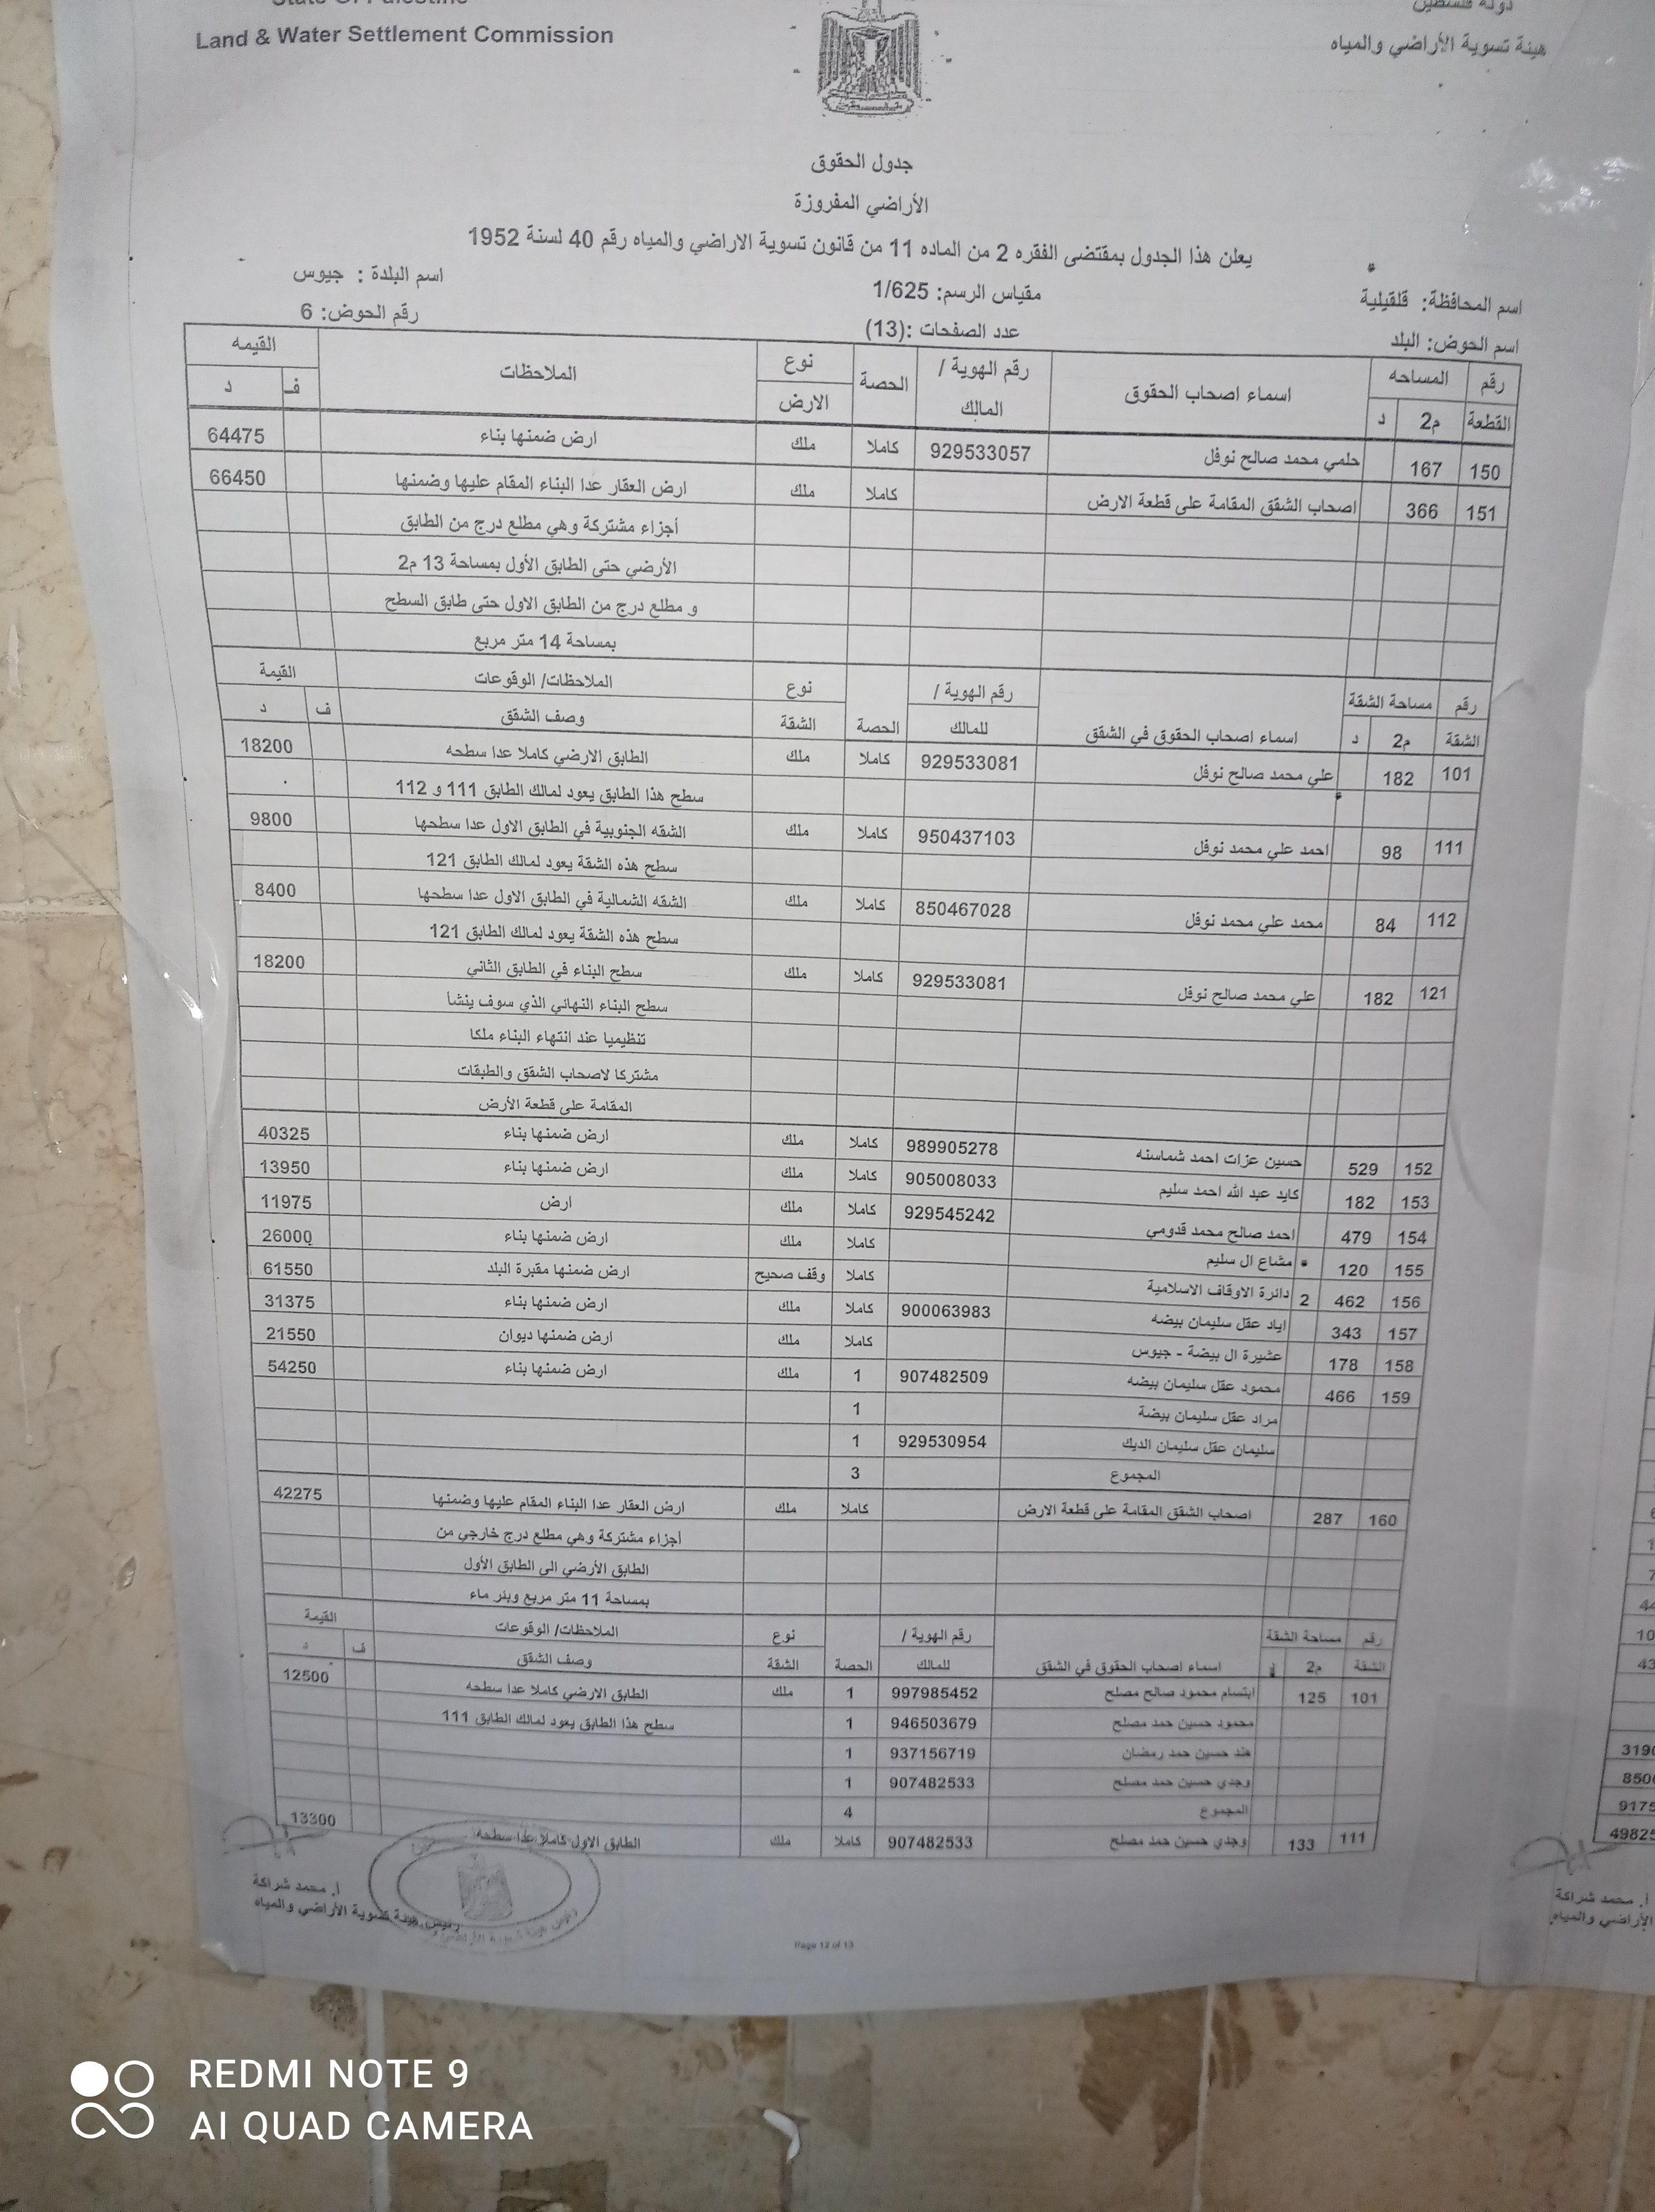 State Of Palestine
دولة فلسطين
Land & Water Settlement Commission
هيئة تسوية الأراضي والمياه
جدول الحقوق
الأراضي المفروزة
يعلن هذا الجدول بمقتضى الفقره 2 من الماده 11 من قانون تسوية الاراضي والمياه رقم 40 لسنة 1952
اسم المحافظة: قلقيلية مقياس الرسم: 1/625 اسم البلدة : جيوس
اسم الحوض: البلد عدد الصفحات :(13) رقم الحوض: 6
رقم المساحه اسماء اصحاب الحقوق رقم الهوية / الحصة نوع الملاحظات القيمه
القطعة م2 د المالك الارض ف د
150 167 حلمي محمد صالح نوفل 929533057 كاملا ملك ارض ضمنها بناء 64475
151 366 اصحاب الشقق المقامة على قطعة الارض كاملا ملك ارض العقار عدا البناء المقام عليها وضمنها 66450
أجزاء مشتركة وهي مطلع درج من الطابق
الأرضي حتى الطابق الأول بمساحة 13 م2
و مطلع درج من الطابق الاول حتى طابق السطح
بمساحة 14 متر مربع
رقم مساحة الشقة رقم الهوية / نوع الملاحظات/ الوقوعات القيمة
الشقة م2 د اسماء اصحاب الحقوق في الشقق للمالك الحصة الشقة وصف الشقق ف د
101 182 علي محمد صالح نوفل 929533081 كاملا ملك الطابق الارضي كاملا عدا سطحه 18200
سطح هذا الطابق يعود لمالك الطابق 111 و 112
111 98 احمد علي محمد نوفل 950437103 كاملا ملك الشقه الجنوبية في الطابق الاول عدا سطحها 9800
سطح هذه الشقة يعود لمالك الطابق 121
112 84 محمد علي محمد نوفل 850467028 كاملا ملك الشقه الشمالية في الطابق الاول عدا سطحها 8400
سطح هذه الشقة يعود لمالك الطابق 121
121 182 علي محمد صالح نوفل 929533081 كاملا ملك سطح البناء في الطابق الثاني 18200
سطح البناء النهائي الذي سوف ينشأ
تنظيميا عند انتهاء البناء ملكا
مشتركا لاصحاب الشقق والطبقات
المقامة على قطعة الأرض
152 529 حسين عزات احمد شماسنه 989905278 كاملا ملك ارض ضمنها بناء 40325
153 182 كايد عبد الله احمد سليم 905008033 كاملا ملك ارض ضمنها بناء 13950
154 479 احمد صالح محمد قدومي 929545242 كاملا ملك ارض 11975
155 120 مشاع ال سليم كاملا ملك ارض ضمنها بناء 26000
156 462 2 دائرة الاوقاف الاسلامية كاملا وقف صحيح ارض ضمنها مقبرة البلد 61550
157 343 اياد عقل سليمان بيضه 900063983 كاملا ملك ارض ضمنها بناء 31375
158 178 عشيرة ال بيضة - جيوس كاملا ملك ارض ضمنها ديوان 21550
159 466 محمود عقل سليمان بيضه 907482509 1 ملك ارض ضمنها بناء 54250
مراد عقل سليمان بيضة 1
سليمان عقل سليمان الديك 929530954 1
المجموع 3
160 287 اصحاب الشقق المقامة على قطعة الارض كاملا ملك ارض العقار عدا البناء المقام عليها وضمنها 42275
أجزاء مشتركة وهي مطلع درج خارجي من
الطابق الأرضي الى الطابق الأول
بمساحة 11 متر مربع وبئر ماء
رقم مساحة الشقة رقم الهوية / نوع الملاحظات/ الوقوعات القيمة
الشقة م2 د اسماء اصحاب الحقوق في الشقق للمالك الحصة الشقة وصف الشقق ف د
101 125 ابتسام محمود صالح مصلح 997985452 1 ملك الطابق الارضي كاملا عدا سطحه 12500
محمود حسين حمد مصلح 946503679 1 سطح هذا الطابق يعود لمالك الطابق 111
هند حسين حمد رمضان 937156719 1
وجدي حسين حمد مصلح 907482533 1
المجموع 4
111 133 وجدي حسين حمد مصلح 907482533 كاملا ملك الطابق الاول كاملا عدا سطحه 13300
أ. محمد شراكة
رئيس هيئة تسوية الأراضي والمياه
Page 12 of 13
3190
8500
9175
49825
أ. محمد شراكة
الأراضي والمياه
REDMI NOTE 9
AI QUAD CAMERA